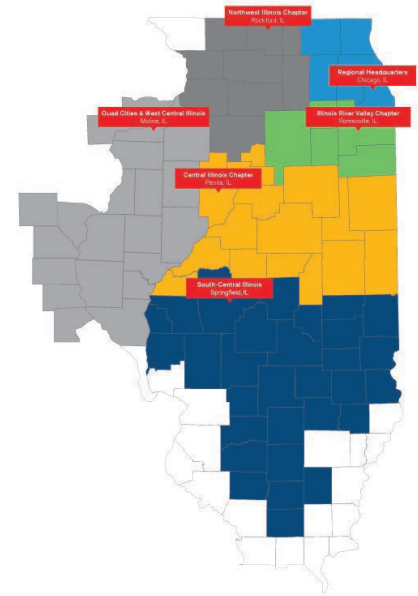 Northwest Illinois Chapter
Rockford, IL
Regional Headquarters
Chicago, IL
Quad Cities & West Central Illinois
Moline, IL
Illinois River Valley Chapter
Romeoville, IL
Central Illinois Chapter
Peoria, IL
South-Central Illinois
Springfield, IL